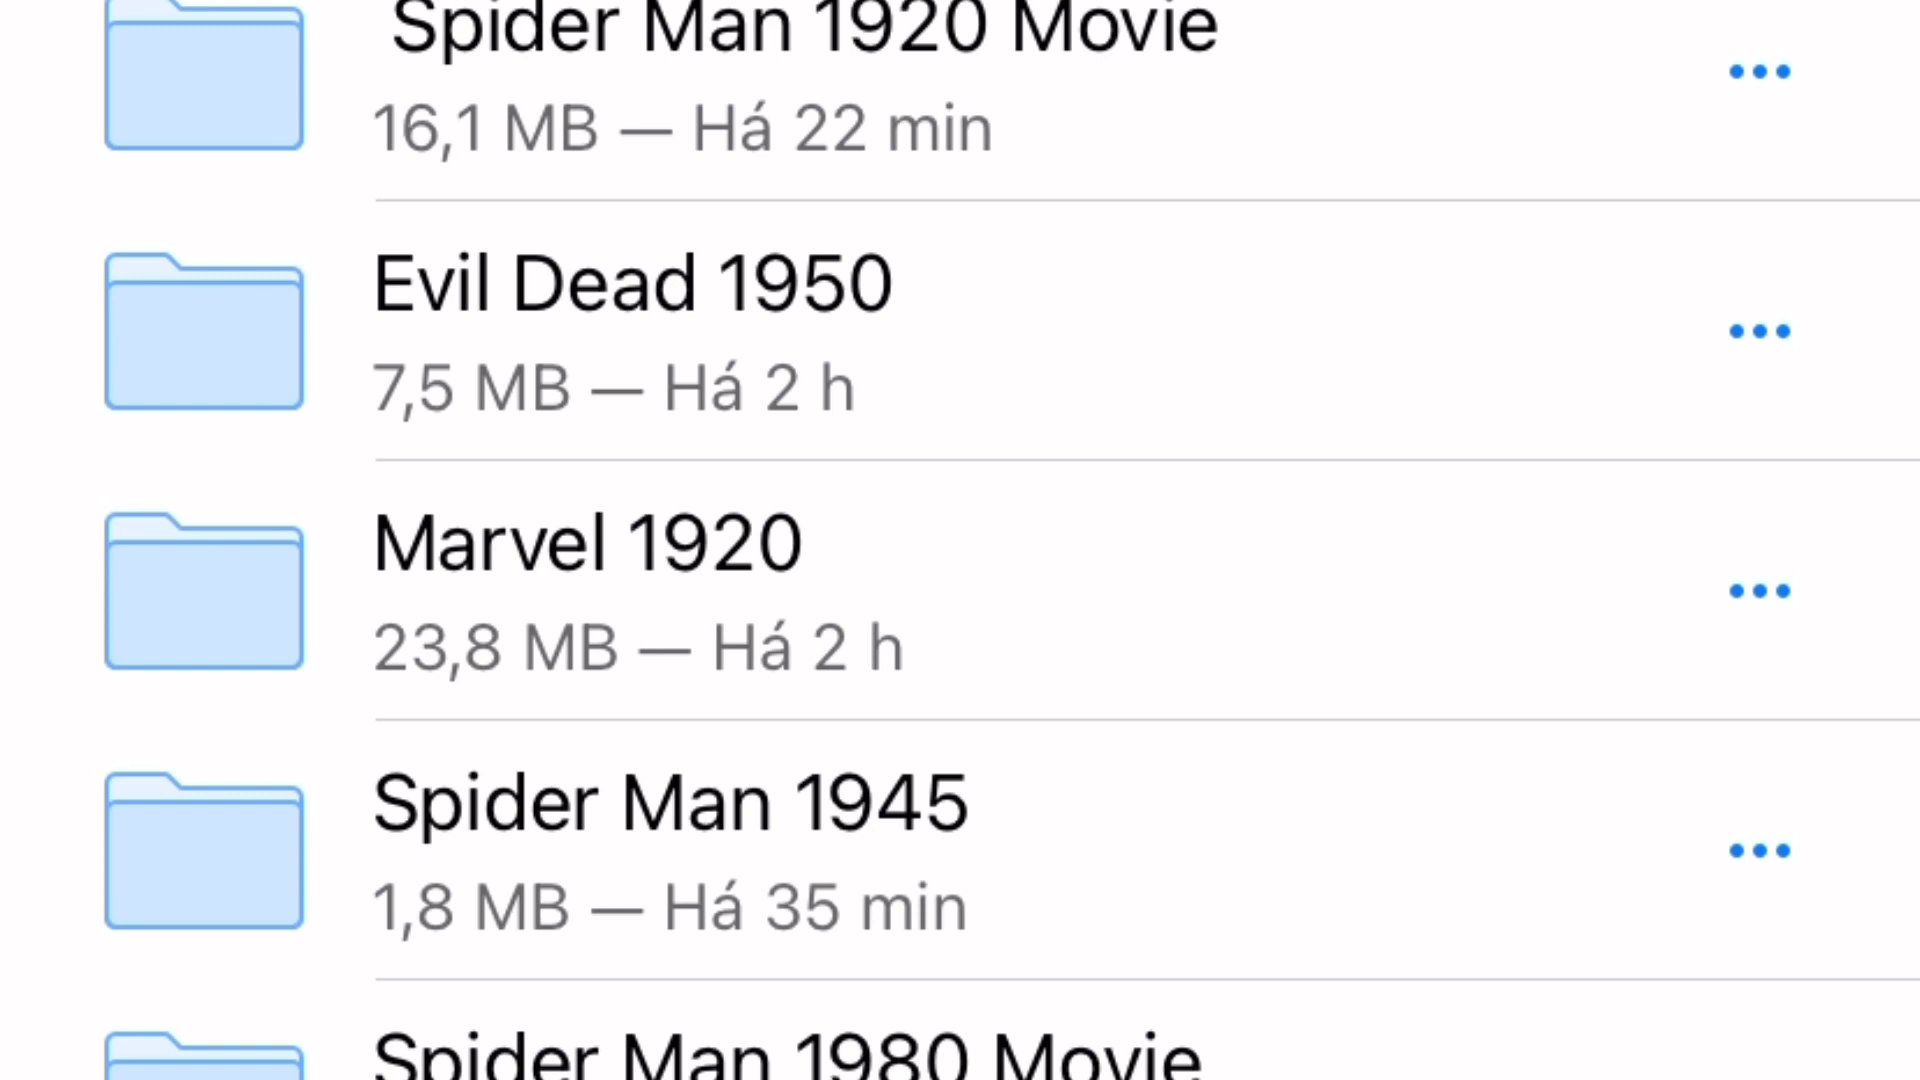 Spider Man 1920 Movie
16,1 MB — Há 22 min
Evil Dead 1950
7,5 MB — Há 2 h
Marvel 1920
23,8 MB — Há 2 h
Spider Man 1945
1,8 MB — Há 35 min
Spider Man 1980 Movie